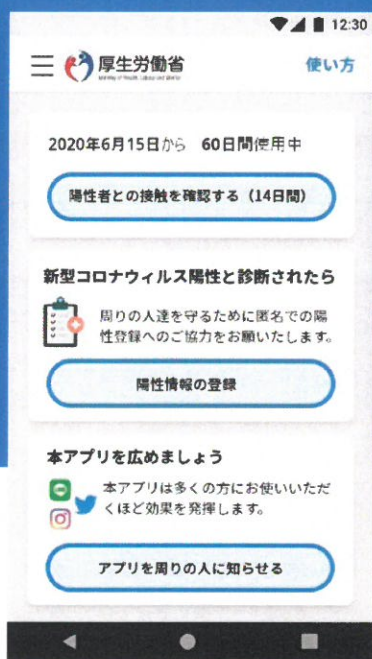 12:30
厚生労働省
使い方
2020年6月15日から 60日間使用中
陽性者との接触を確認する（14日間）
新型コロナウィルス陽性と診断されたら
周りの人達を守るために匿名での陽
性登録へのご協力をお願いいたします。
陽性情報の登録
本アプリを広めましょう
本アプリは多くの方にお使いいただ
くほど効果を発揮します。
アプリを周りの人に知らせる